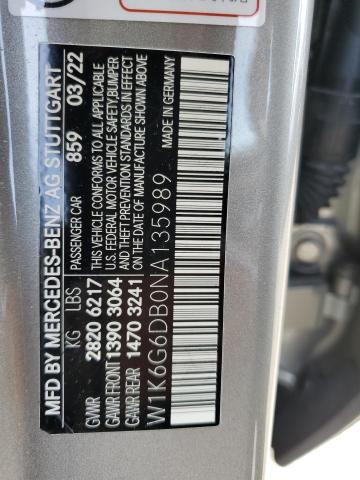 MFD BY MERCEDES-BENZ AG STUTTGART
KG LBS PASSENGER CAR 859 03/22
GVWR 2820 6217
GAWR FRONT 1390 3064
GAWR REAR 1470 3241
THIS VEHICLE CONFORMS TO ALL APPLICABLE
U.S. FEDERAL MOTOR VEHICLE SAFETY,BUMPER
& THEFT PREVENTION STANDARDS IN EFFECT
ON THE DATE OF MANUFACTURE SHOWN ABOVE
MADE IN GERMANY
W1K6G6DB0NA135989